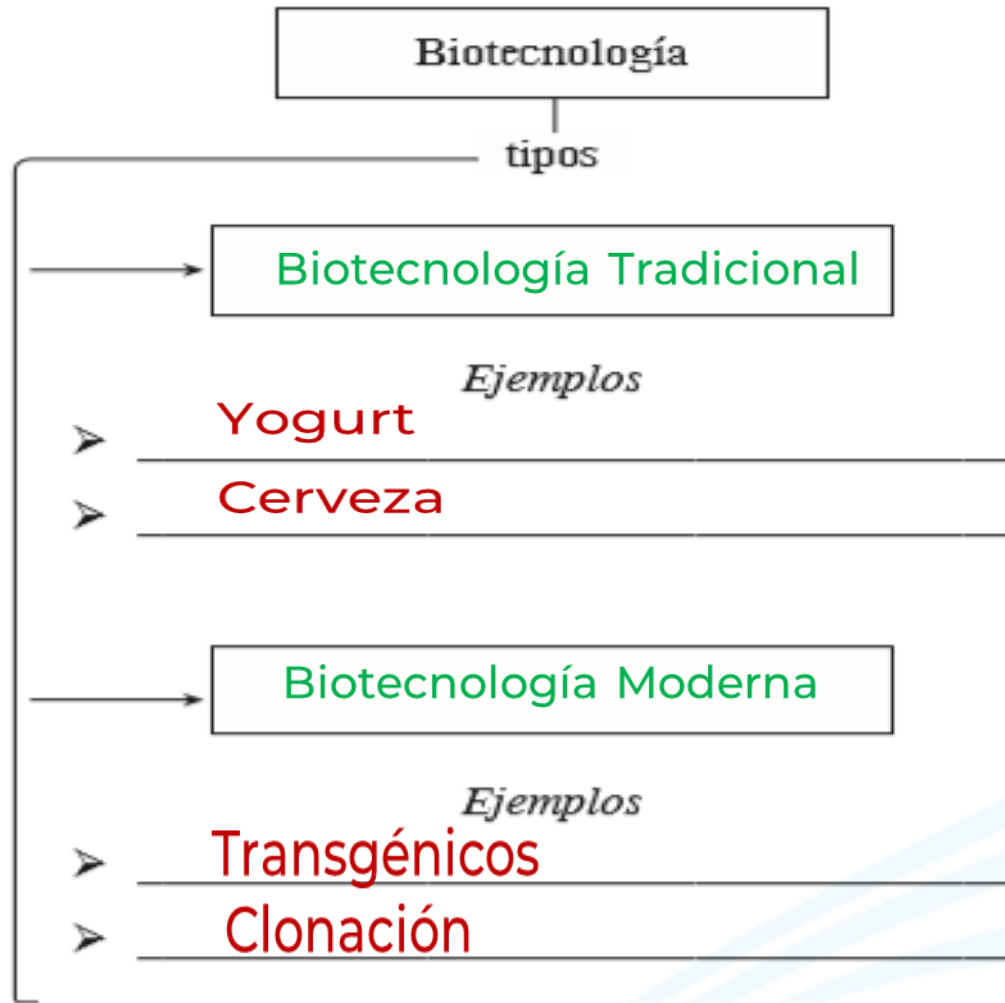 Biotecnología
tipos
Biotecnología Tradicional
Ejemplos
Yogurt
Cerveza
Biotecnología Moderna
Ejemplos
Transgénicos
Clonación